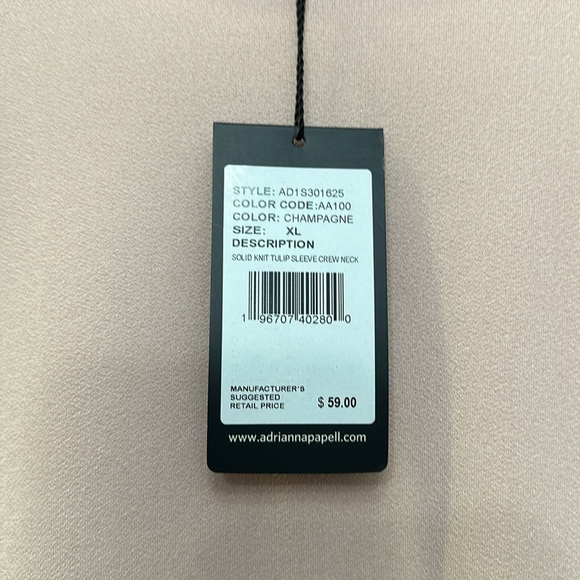 STYLE: AD1S301625
COLOR CODE:AA100
COLOR: CHAMPAGNE
SIZE: XL
DESCRIPTION
SOLID KNIT TULIP SLEEVE CREW NECK
1 96707 40280 0
MANUFACTURER'S
SUGGESTED
RETAIL PRICE $ 59.00
www.adriannapapell.com